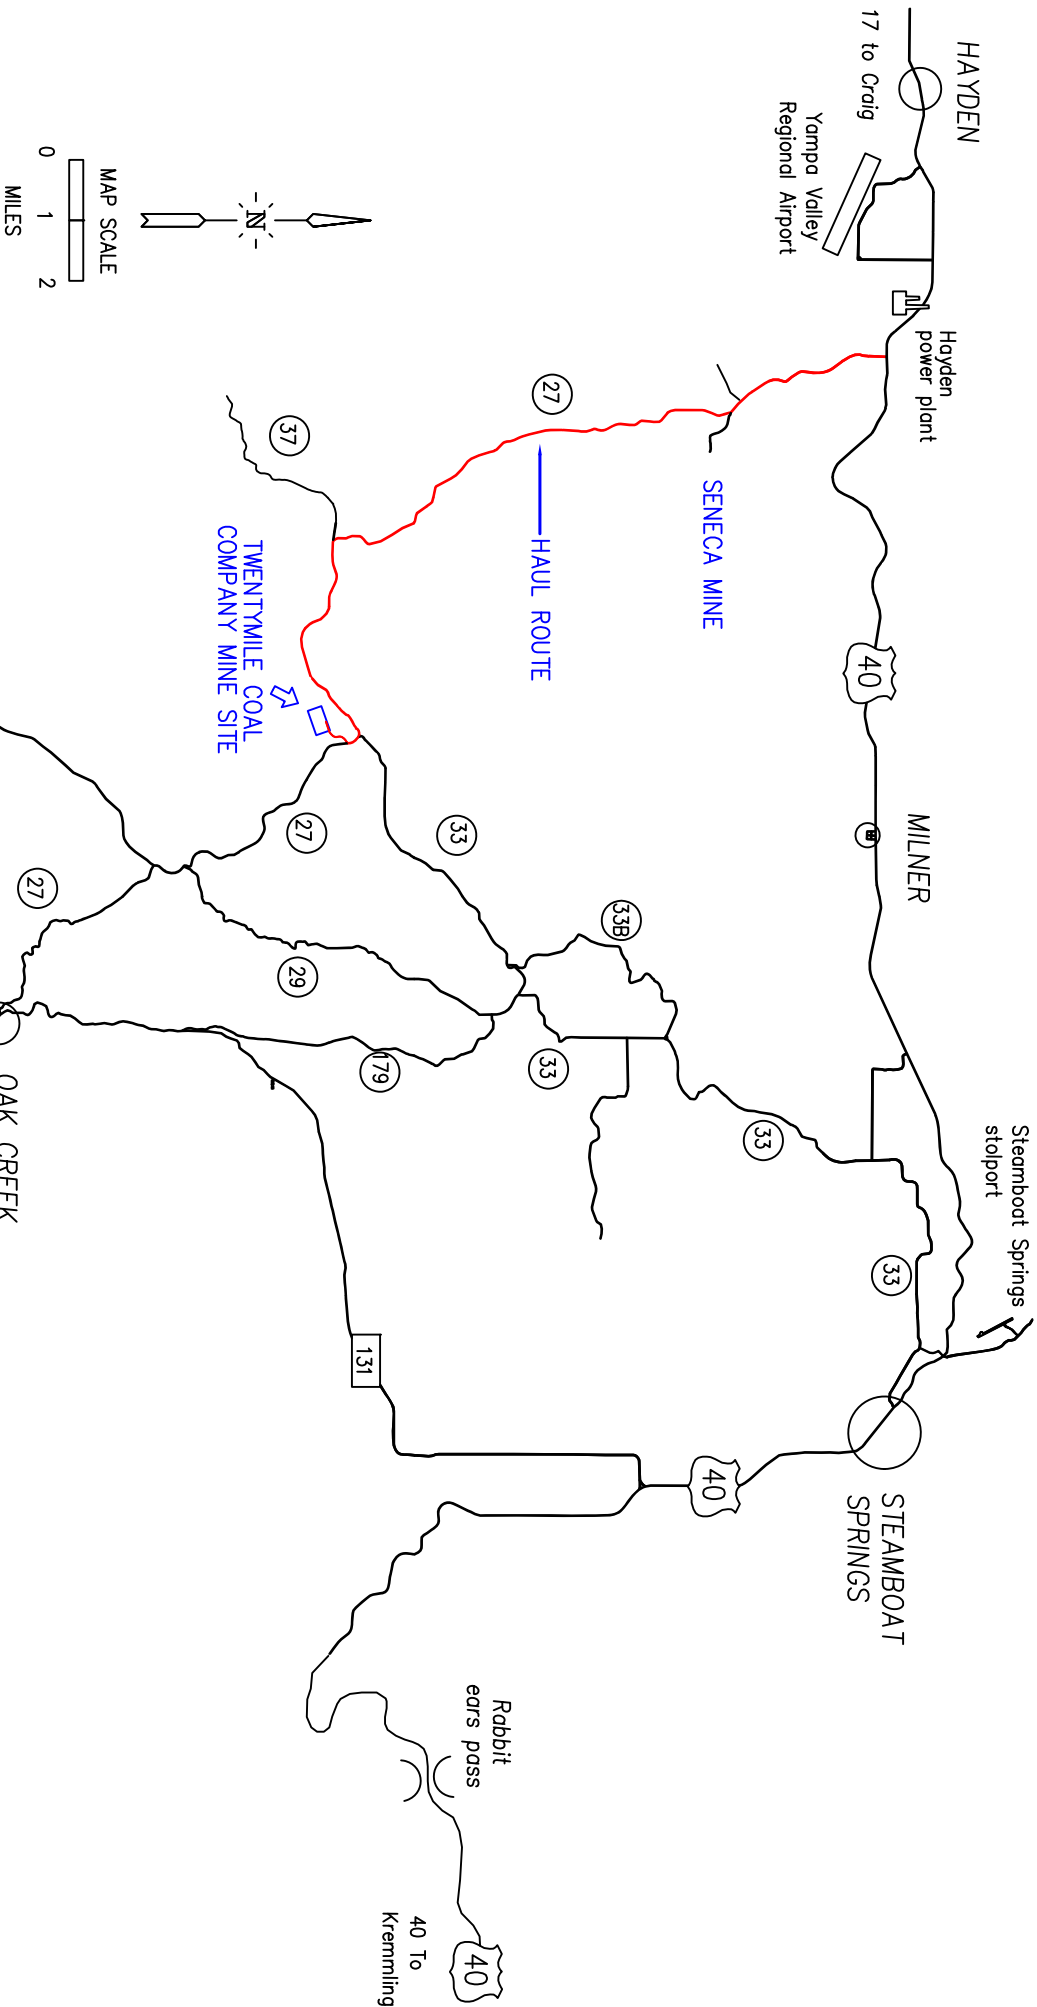 HAYDEN
17 to Craig
Yampa Valley
Regional Airport
Hayden
power plant
40
MILNER
Steamboat Springs
stolport
33
STEAMBOAT
SPRINGS
40
SENECA MINE
27
HAUL ROUTE
33B
33
33
33
37
TWENTYMILE COAL
COMPANY MINE SITE
27
29
179
131
27
OAK CREEK
Rabbit
ears pass
40
40 To
Kremmling
N
MAP SCALE
0 1 2
MILES